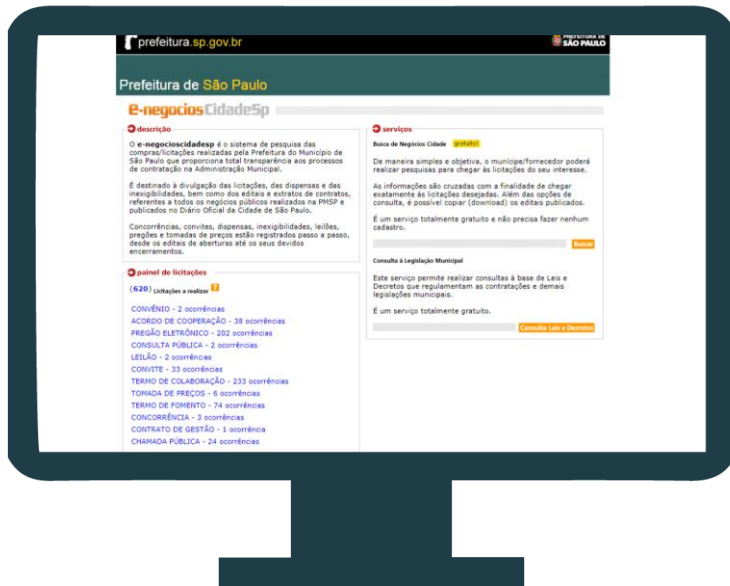 prefeitura.sp.gov.br
PREFEITURA DE
SÃO PAULO
Prefeitura de São Paulo
e-negociosCidadeSp
descrição
O e-negocioscidadesp é o sistema de pesquisa das
compras/licitações realizadas pela Prefeitura do Município de
São Paulo que proporciona total transparência aos processos
de contratação na Administração Municipal.
É destinado à divulgação das licitações, das dispensas e das
inexigibilidades, bem como dos editais e extratos de contratos,
referentes a todos os negócios públicos realizados na PMSP e
publicados no Diário Oficial da Cidade de São Paulo.
Concorrências, convites, dispensas, inexigibilidades, leilões,
pregões e tomadas de preços estão registrados passo a passo,
desde os editais de aberturas até os seus devidos
encerramentos.
painel de licitações
(620) Licitações a realizar ?
CONVÊNIO - 2 ocorrências
ACORDO DE COOPERAÇÃO - 38 ocorrências
PREGÃO ELETRÔNICO - 202 ocorrências
CONSULTA PÚBLICA - 2 ocorrências
LEILÃO - 2 ocorrências
CONVITE - 33 ocorrências
TERMO DE COLABORAÇÃO - 233 ocorrências
TOMADA DE PREÇOS - 6 ocorrências
TERMO DE FOMENTO - 74 ocorrências
CONCORRÊNCIA - 3 ocorrências
CONTRATO DE GESTÃO - 1 ocorrência
CHAMADA PÚBLICA - 24 ocorrências
serviços
Busca de Negócios Cidade gratuito!
De maneira simples e objetiva, o munícipe/fornecedor poderá
realizar pesquisas para chegar às licitações do seu interesse.
As informações são cruzadas com a finalidade de chegar
exatamente às licitações desejadas. Além das opções de
consulta, é possível copiar (download) os editais publicados.
É um serviço totalmente gratuito e não precisa fazer nenhum
cadastro.
Buscar
Consulta à Legislação Municipal
Este serviço permite realizar consultas à base de Leis e
Decretos que regulamentam as contratações e demais
legislações municipais.
É um serviço totalmente gratuito.
Consulta Leis e Decretos